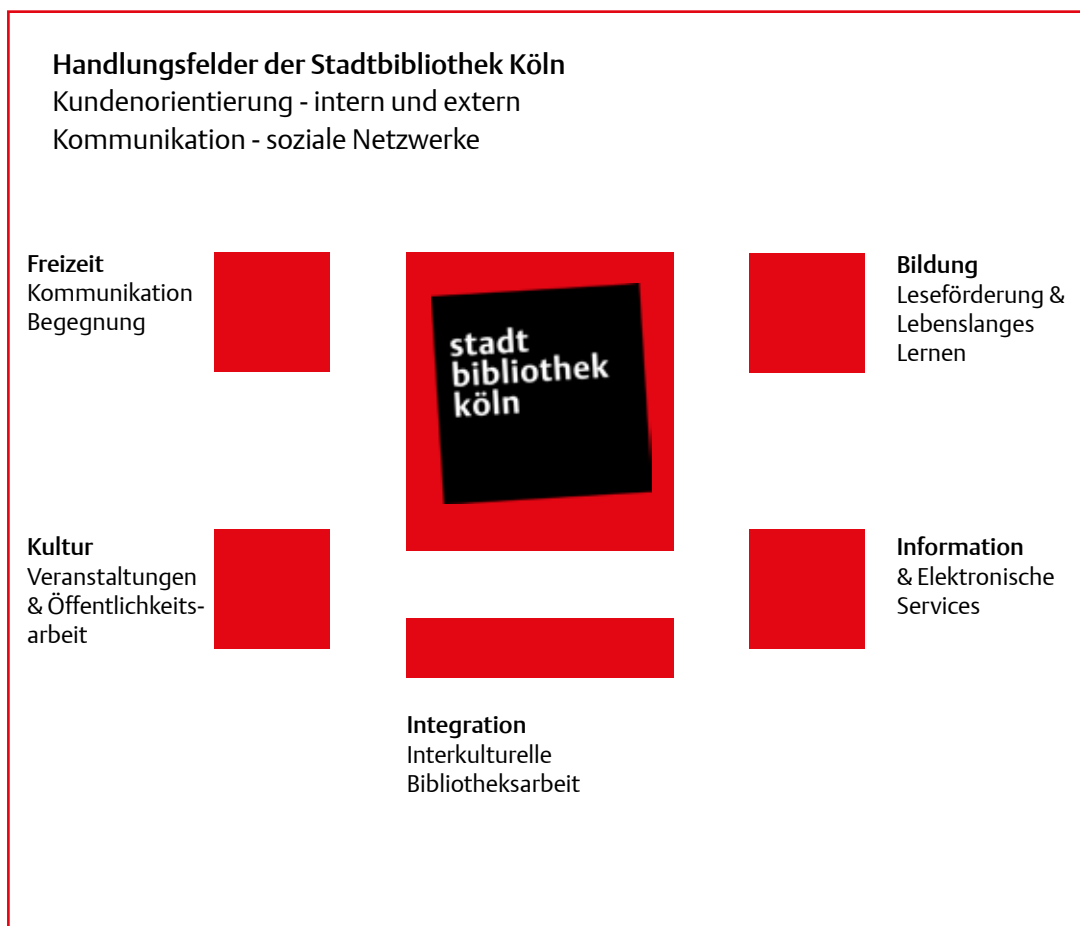 Handlungsfelder der Stadtbibliothek Köln
Kundenorientierung - intern und extern
Kommunikation - soziale Netzwerke
Freizeit
Kommunikation
Begegnung
stadt
bibliothek
köln
Bildung
Leseförderung &
Lebenslanges
Lernen
Kultur
Veranstaltungen
& Öffentlichkeits-
arbeit
Information
& Elektronische
Services
Integration
Interkulturelle
Bibliotheksarbeit